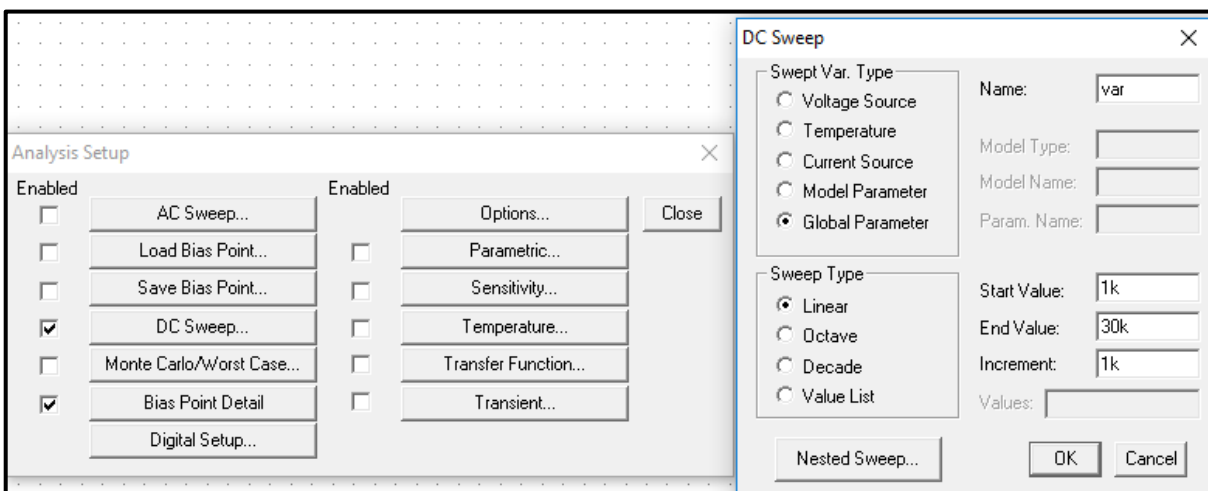 Analysis Setup
Enabled Enabled
AC Sweep... Options... Close
Load Bias Point... Parametric...
Save Bias Point... Sensitivity...
DC Sweep... Temperature...
Monte Carlo/Worst Case... Transfer Function...
Bias Point Detail Transient...
Digital Setup...
DC Sweep
Swept Var. Type
Voltage Source
Temperature
Current Source
Model Parameter
Global Parameter
Name: var
Model Type:
Model Name:
Param. Name:
Sweep Type
Linear
Octave
Decade
Value List
Start Value: 1k
End Value: 30k
Increment: 1k
Values:
Nested Sweep... OK Cancel